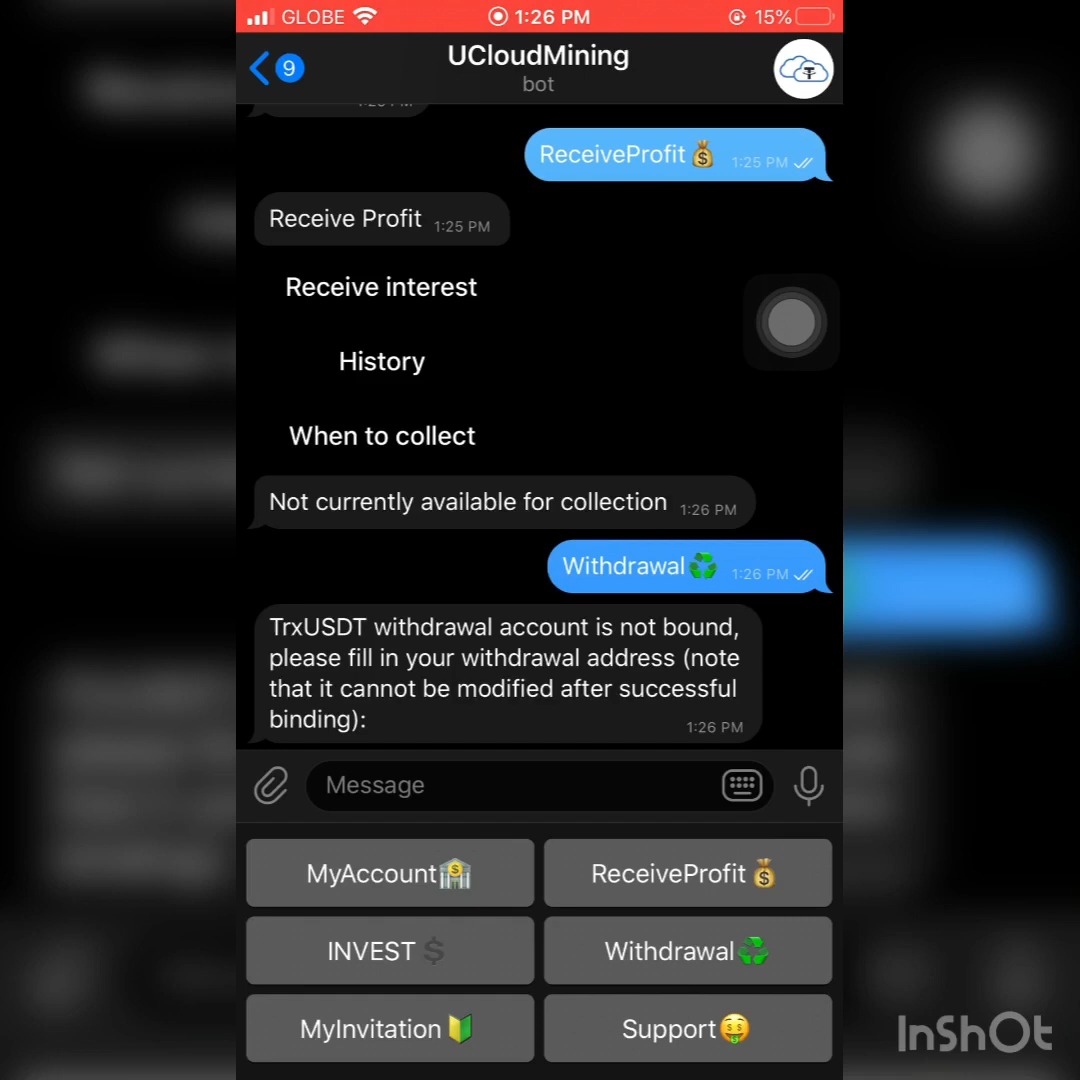 GLOBE 1:26 PM 15%
9 UCloudMining
bot
ReceiveProfit💰 1:25 PM
Receive Profit 1:25 PM
Receive interest
History
When to collect
Not currently available for collection 1:26 PM
Withdrawal♻️ 1:26 PM
TrxUSDT withdrawal account is not bound,
please fill in your withdrawal address (note
that it cannot be modified after successful
binding): 1:26 PM
Message
MyAccount🏦 ReceiveProfit💰
INVEST💲 Withdrawal♻️
MyInvitation🔰 Support🤑
InShOt